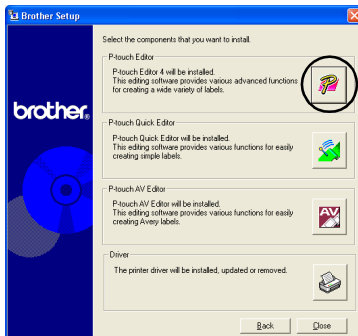 Brother Setup
Select the components that you want to install.
P-touch Editor
P-touch Editor 4 will be installed.
This editing software provides various advanced functions
for creating a wide variety of labels.
P
brother.
P-touch Quick Editor
P-touch Quick Editor will be installed.
This editing software provides various functions for easily
creating simple labels.
P-touch AV Editor
P-touch AV Editor will be installed.
This editing software provides various functions for easily
creating Avery labels.
AV
Driver
The printer driver will be installed, updated or removed.
Back
Close